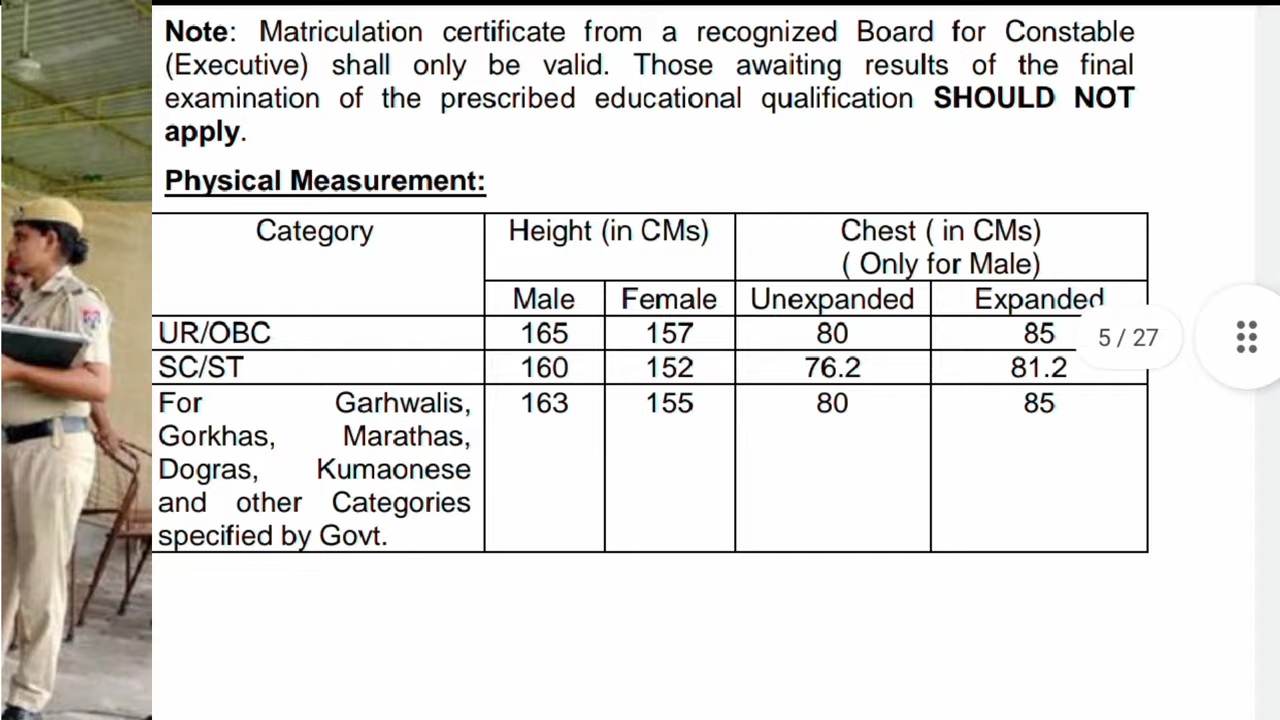 Note: Matriculation certificate from a recognized Board for Constable
(Executive) shall only be valid. Those awaiting results of the final
examination of the prescribed educational qualification SHOULD NOT
apply.
Physical Measurement:
Category Height (in CMs) Chest ( in CMs)
( Only for Male)
Male Female Unexpanded Expanded
UR/OBC 165 157 80 85
5 / 27
SC/ST 160 152 76.2 81.2
For Garhwalis, 163 155 80 85
Gorkhas, Marathas,
Dogras, Kumaonese
and other Categories
specified by Govt.